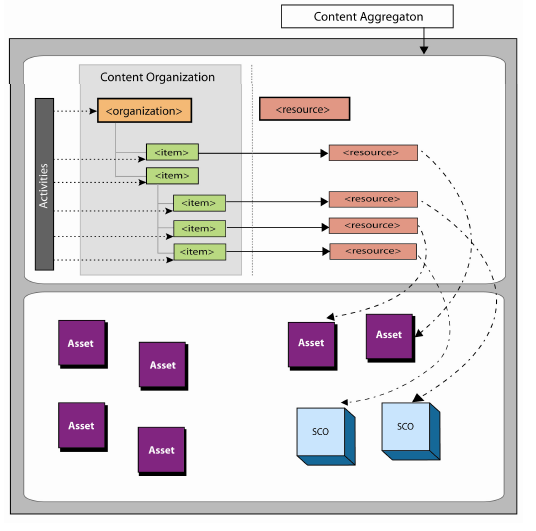 Content Aggregaton
Content Organization
<organization>
<resource>
<item>
<resource>
<item>
<item>
<resource>
<item>
<resource>
<item>
<resource>
Activities
Asset
Asset
Asset
Asset
Asset
Asset
SCO
SCO